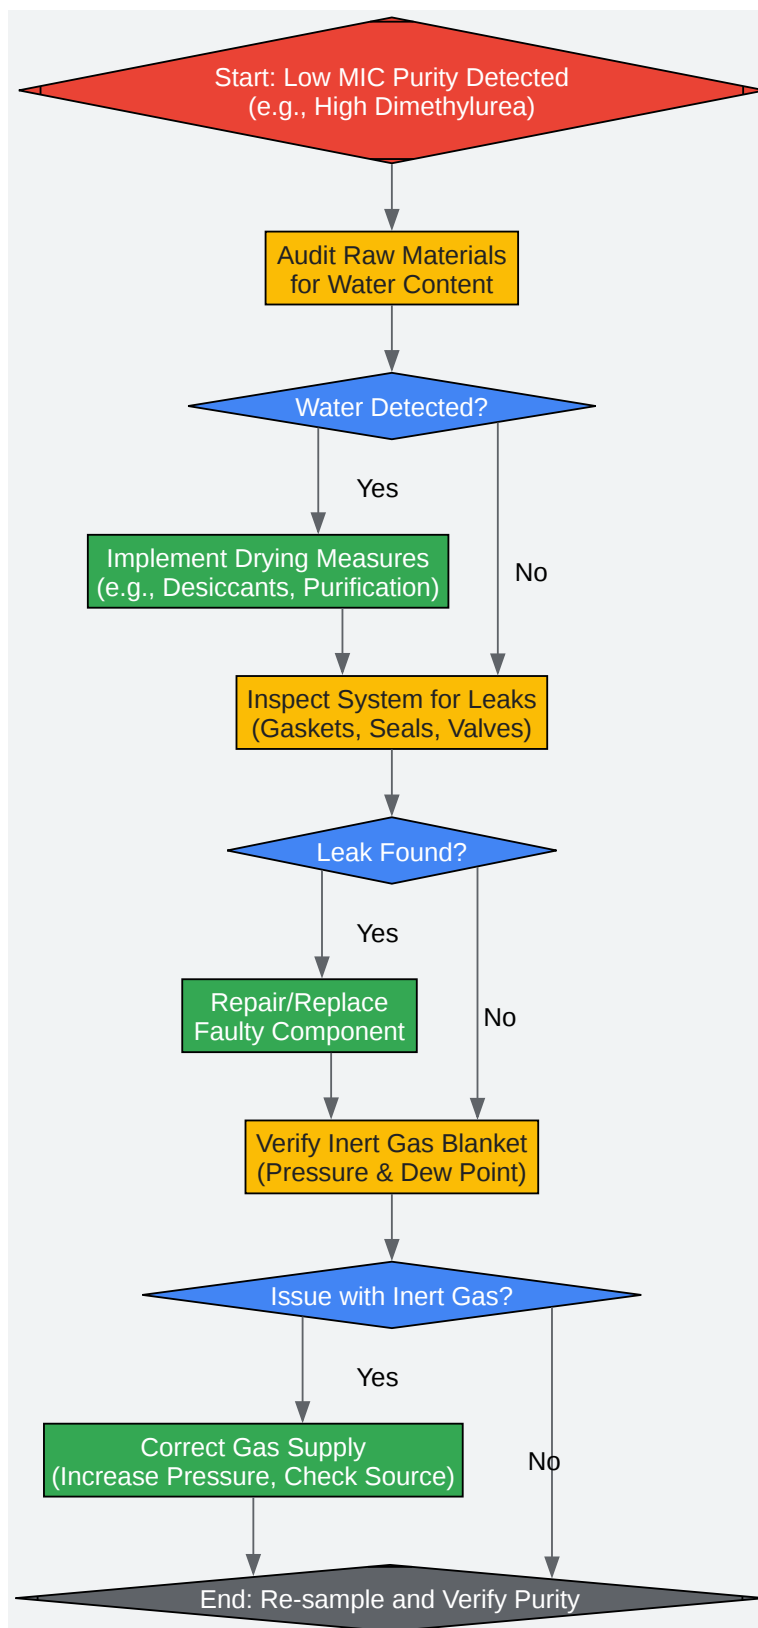 Start: Low MIC Purity Detected
(e.g., High Dimethylurea)
Audit Raw Materials
for Water Content
Water Detected?
Yes
Implement Drying Measures
(e.g., Desiccants, Purification)
No
Inspect System for Leaks
(Gaskets, Seals, Valves)
Leak Found?
Yes
Repair/Replace
Faulty Component
No
Verify Inert Gas Blanket
(Pressure & Dew Point)
Issue with Inert Gas?
Yes
Correct Gas Supply
(Increase Pressure, Check Source)
No
End: Re-sample and Verify Purity